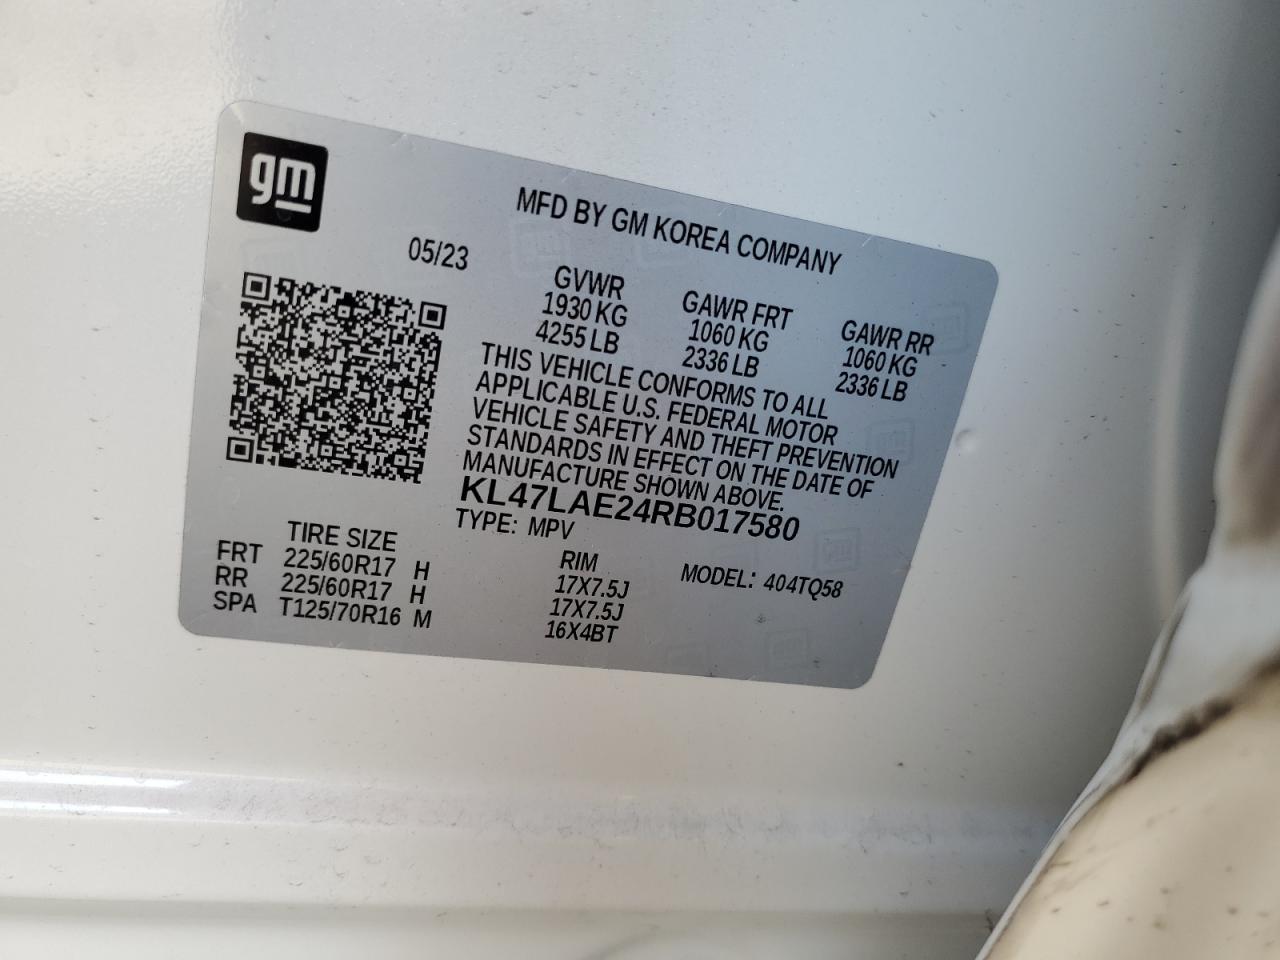 gm
MFD BY GM KOREA COMPANY
05/23
GVWR GAWR FRT GAWR RR
1930 KG 1060 KG 1060 KG
4255 LB 2336 LB 2336 LB
THIS VEHICLE CONFORMS TO ALL
APPLICABLE U.S. FEDERAL MOTOR
VEHICLE SAFETY AND THEFT PREVENTION
STANDARDS IN EFFECT ON THE DATE OF
MANUFACTURE SHOWN ABOVE.
KL47LAE24RB017580
TYPE: MPV
TIRE SIZE RIM MODEL: 404TQ58
FRT 225/60R17 H 17X7.5J
RR 225/60R17 H 17X7.5J
SPA T125/70R16 M 16X4BT